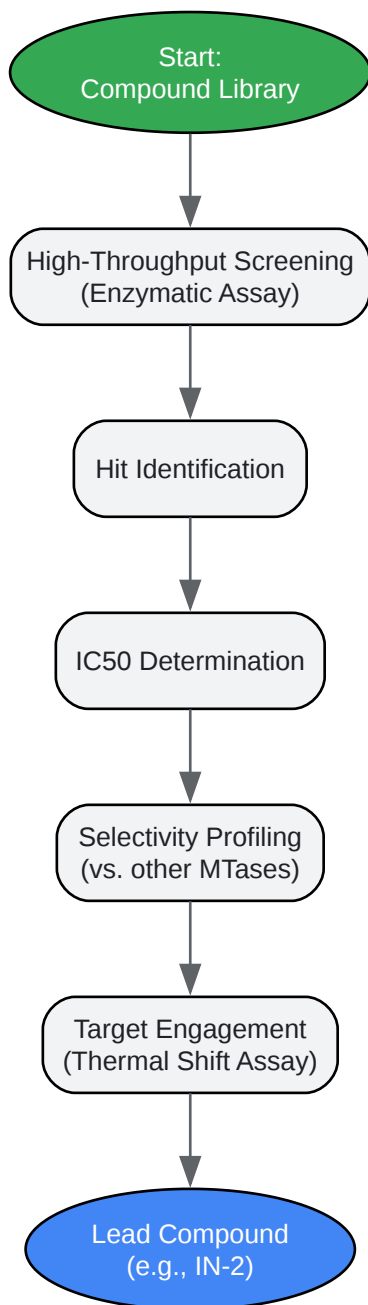 Start:
Compound Library
High-Throughput Screening
(Enzymatic Assay)
Hit Identification
IC50 Determination
Selectivity Profiling
(vs. other MTases)
Target Engagement
(Thermal Shift Assay)
Lead Compound
(e.g., IN-2)